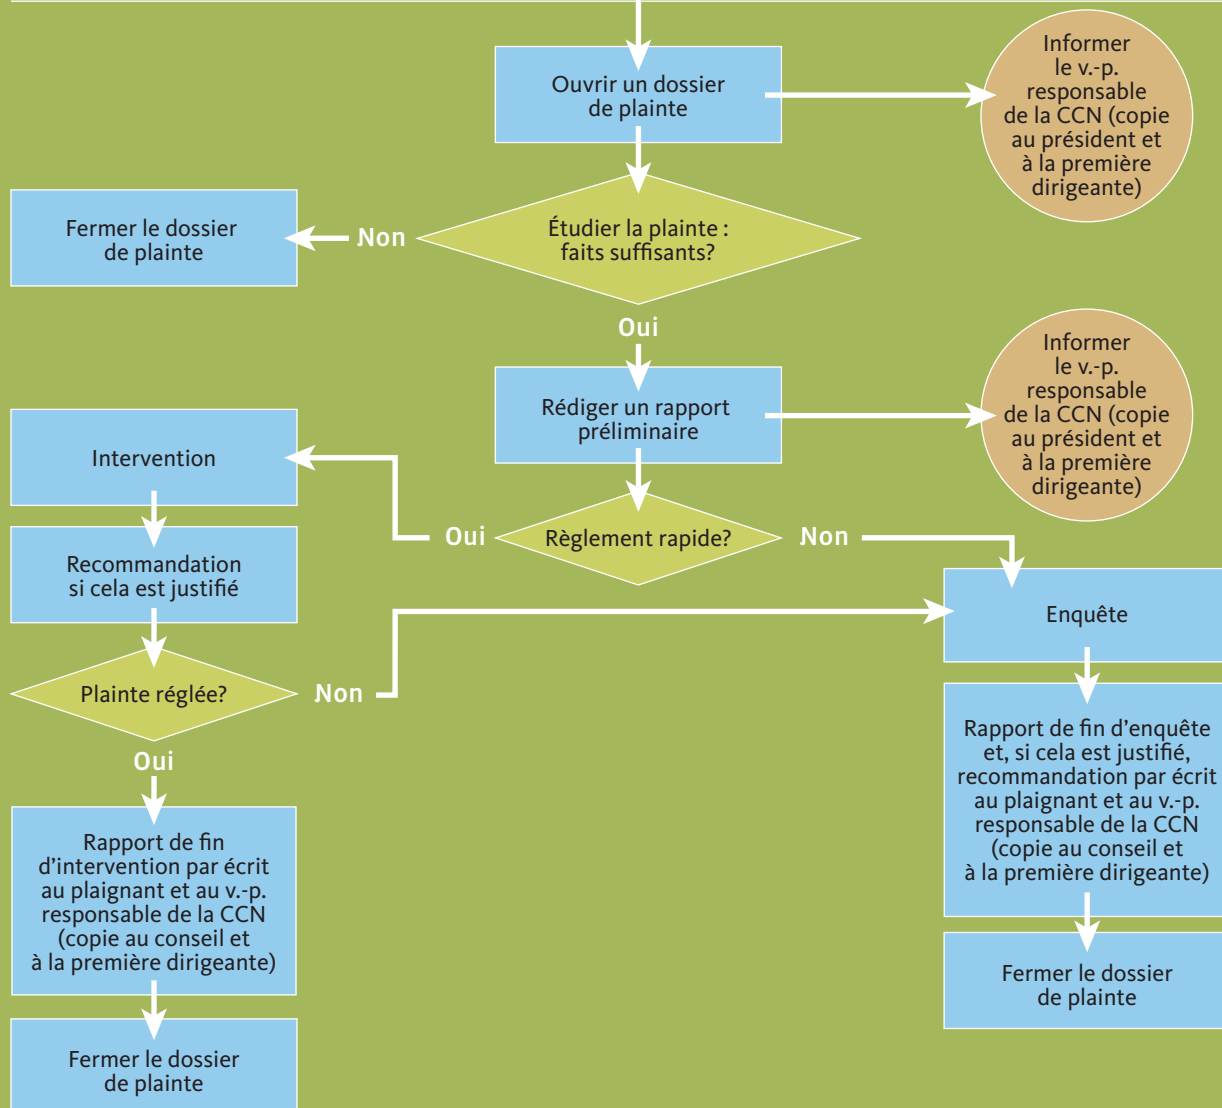 Ouvrir un dossier
de plainte
Informer
le v.-p.
responsable
de la CCN (copie
au président et
à la première
dirigeante)
Étudier la plainte :
faits suffisants?
Non
Fermer le dossier
de plainte
Oui
Rédiger un rapport
préliminaire
Informer
le v.-p.
responsable
de la CCN (copie
au président et
à la première
dirigeante)
Règlement rapide?
Oui
Non
Intervention
Recommandation
si cela est justifié
Plainte réglée?
Non
Enquête
Oui
Rapport de fin
d'intervention par écrit
au plaignant et au v.-p.
responsable de la CCN
(copie au conseil et
à la première dirigeante)
Fermer le dossier
de plainte
Rapport de fin d'enquête
et, si cela est justifié,
recommandation par écrit
au plaignant et au v.-p.
responsable de la CCN
(copie au conseil et
à la première dirigeante)
Fermer le dossier
de plainte